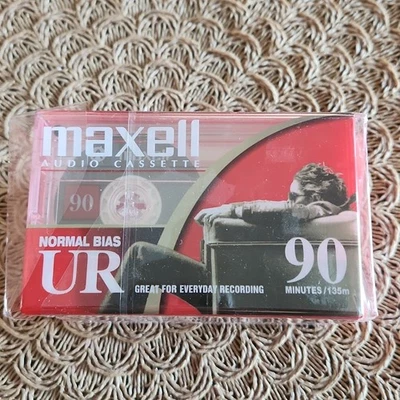 maxell
AUDIO CASSETTE
90
NORMAL BIAS
UR
GREAT FOR EVERYDAY RECORDING
90
MINUTES/135m